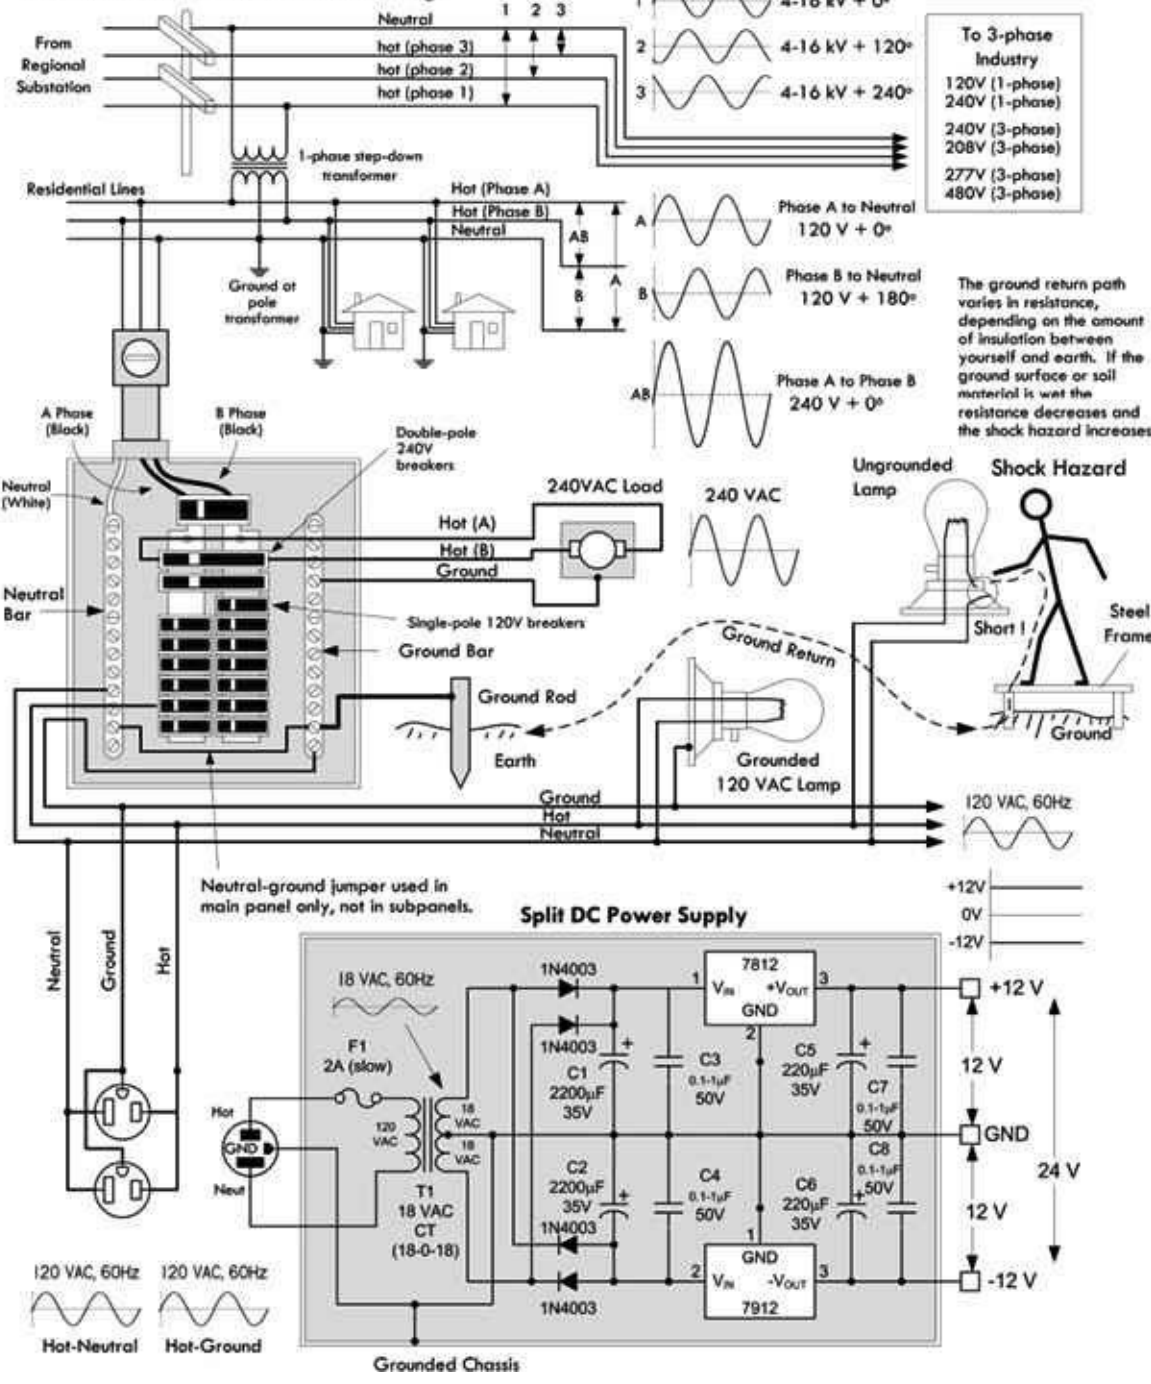 Neutral
hot (phase 3)
hot (phase 2)
hot (phase 1)
From
Regional
Substation
1 2 3
1
4-16 kV + 0°
2
4-16 kV + 120°
3
4-16 kV + 240°
To 3-phase
Industry
120V (1-phase)
240V (1-phase)
240V (3-phase)
208V (3-phase)
277V (3-phase)
480V (3-phase)
1-phase step-down
transformer
Residential Lines
Hot (Phase A)
Hot (Phase B)
Neutral
AB
B
A
Ground at
pole
transformer
A
Phase A to Neutral
120 V + 0°
B
Phase B to Neutral
120 V + 180°
AB
Phase A to Phase B
240 V + 0°
The ground return path
varies in resistance,
depending on the amount
of insulation between
yourself and earth. If the
ground surface or soil
material is wet the
resistance decreases and
the shock hazard increases
A Phase
(Black)
B Phase
(Black)
Double-pole
240V
breakers
Neutral
(White)
Neutral
Bar
240VAC Load
Hot (A)
Hot (B)
Ground
240 VAC
Single-pole 120V breakers
Ground Bar
Ground Rod
Earth
Ungrounded
Lamp
Shock Hazard
Short !
Steel
Frame
Ground Return
Ground
Grounded
120 VAC Lamp
Ground
Hot
Neutral
120 VAC, 60Hz
Neutral-ground jumper used in
main panel only, not in subpanels.
+12V
0V
-12V
Neutral
Ground
Hot
Split DC Power Supply
18 VAC, 60Hz
F1
2A (slow)
Hot
GND
Neut
120
VAC
18
VAC
18
VAC
T1
18 VAC
CT
(18-0-18)
1N4003
1N4003
C1
2200µF
35V
+
C3
0.1-1µF
50V
7812
1
VIN
+VOUT
3
GND
2
C5
220µF
35V
+
C7
0.1-1µF
50V
C2
2200µF
35V
+
C4
0.1-1µF
50V
C6
220µF
35V
+
C8
0.1-1µF
50V
1N4003
1N4003
1
GND
2
VIN
-VOUT
3
7912
+12 V
12 V
GND
24 V
12 V
-12 V
120 VAC, 60Hz
Hot-Neutral
120 VAC, 60Hz
Hot-Ground
Grounded Chassis